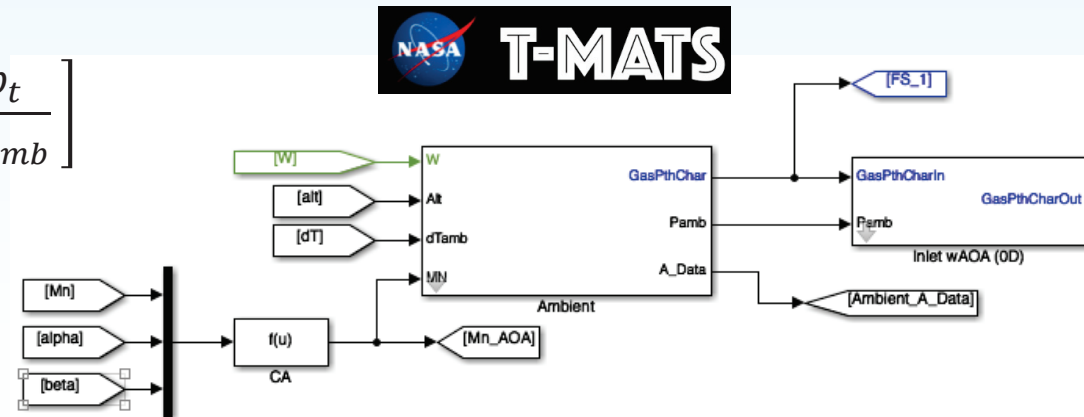 NASA T-MATS
t
mb
[FS_1]
[W]
W
GasPthChar
GasPthCharIn
[alt]
Alt
GasPthCharOut
[dT]
dTamb
Pamb
Pamb
MN
A_Data
Inlet wAOA (0D)
[Mn]
Ambient
[Ambient_A_Data]
[alpha]
f(u)
[Mn_AOA]
[beta]
CA